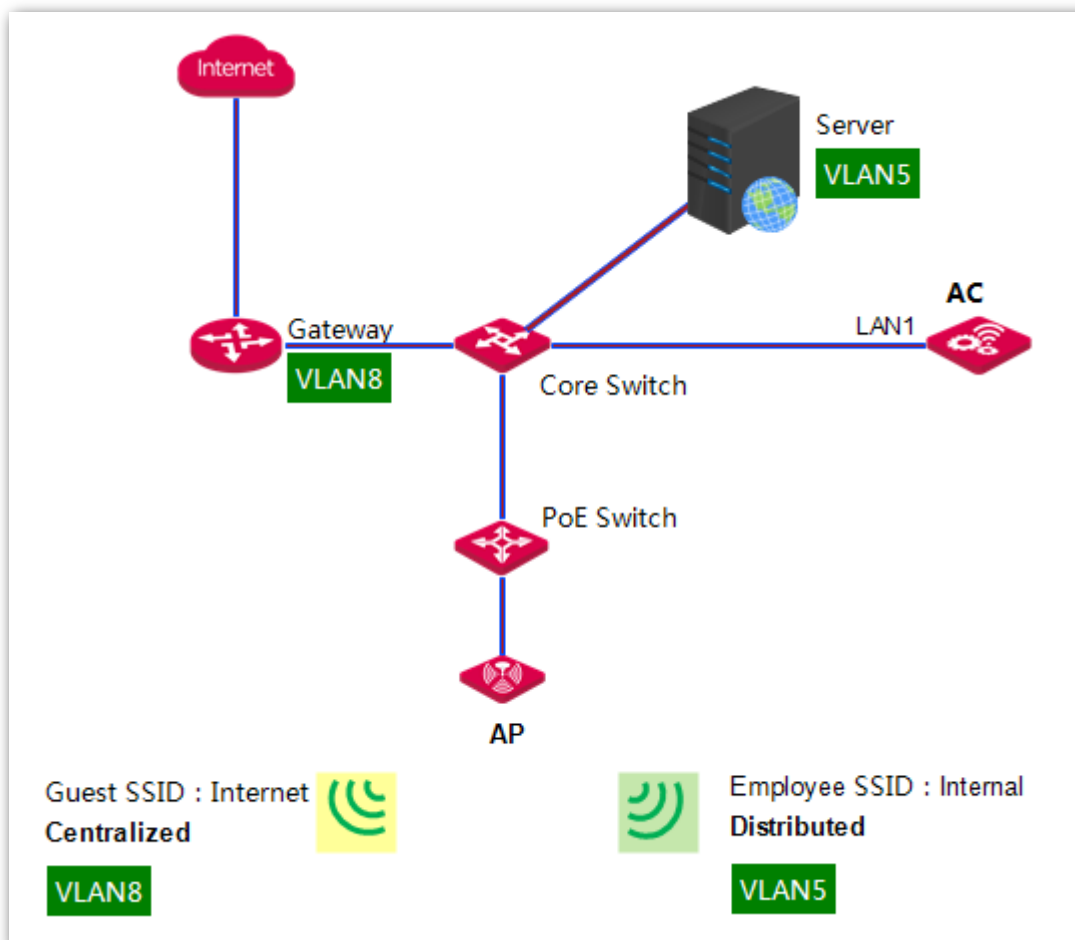 Internet
Server
VLAN5
AC
LAN1
Gateway
VLAN8
Core Switch
PoE Switch
AP
Guest SSID : Internet
Centralized
VLAN8
Employee SSID : Internal
Distributed
VLAN5